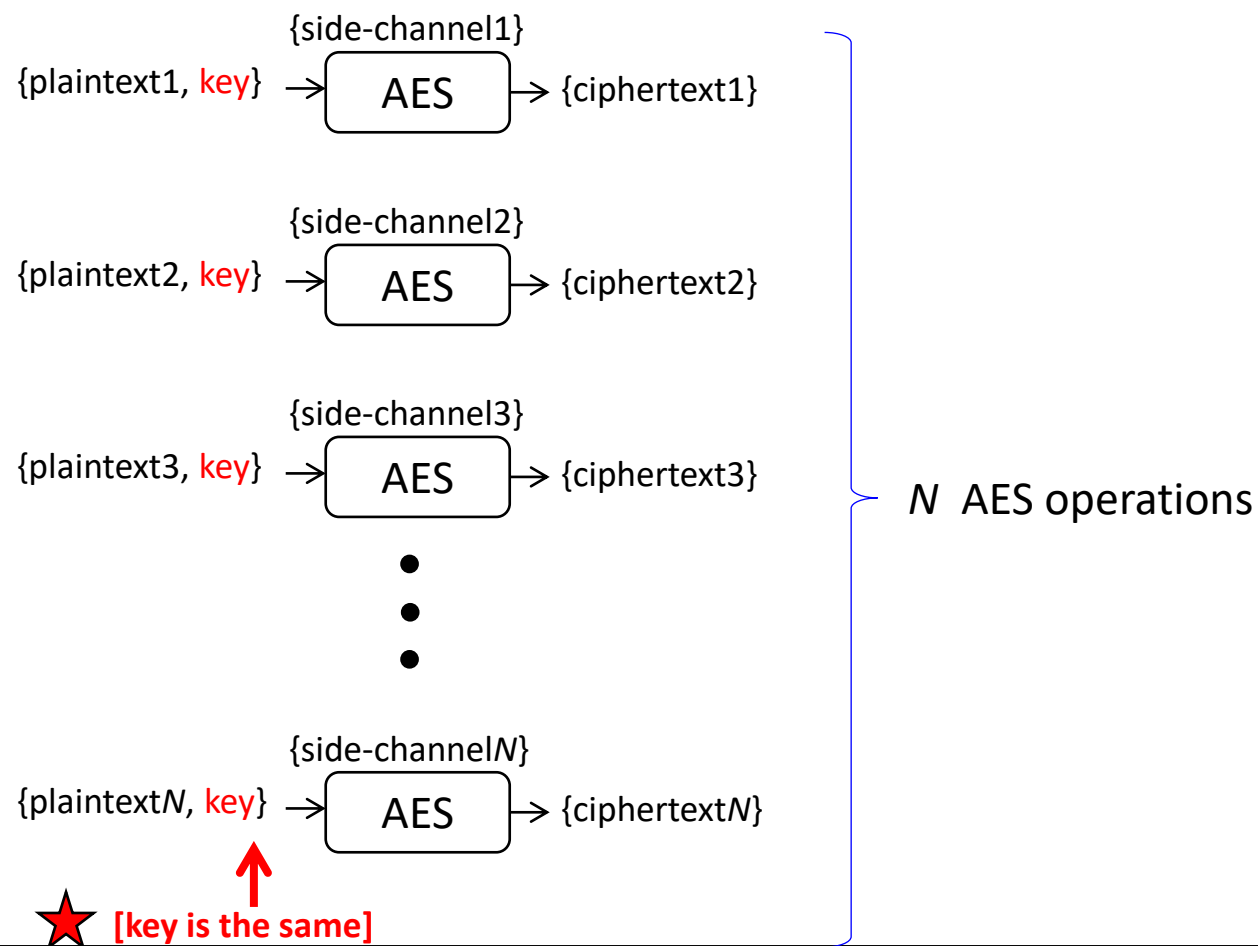 {side-channel1}
{plaintext1, key} → AES → {ciphertext1}
{side-channel2}
{plaintext2, key} → AES → {ciphertext2}
{side-channel3}
{plaintext3, key} → AES → {ciphertext3}
N AES operations
{side-channelN}
{plaintextN, key} → AES → {ciphertextN}
[key is the same]